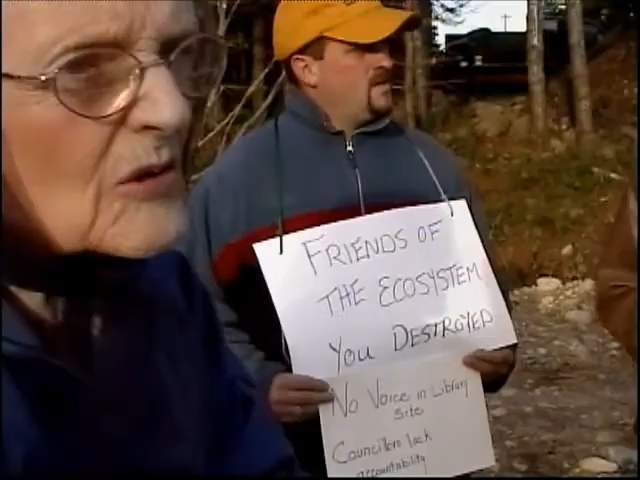 FRIENDS OF
THE ECOSYSTEM
YOU DESTROYED
No Voice in Library
Site
Councillors lack
accountability